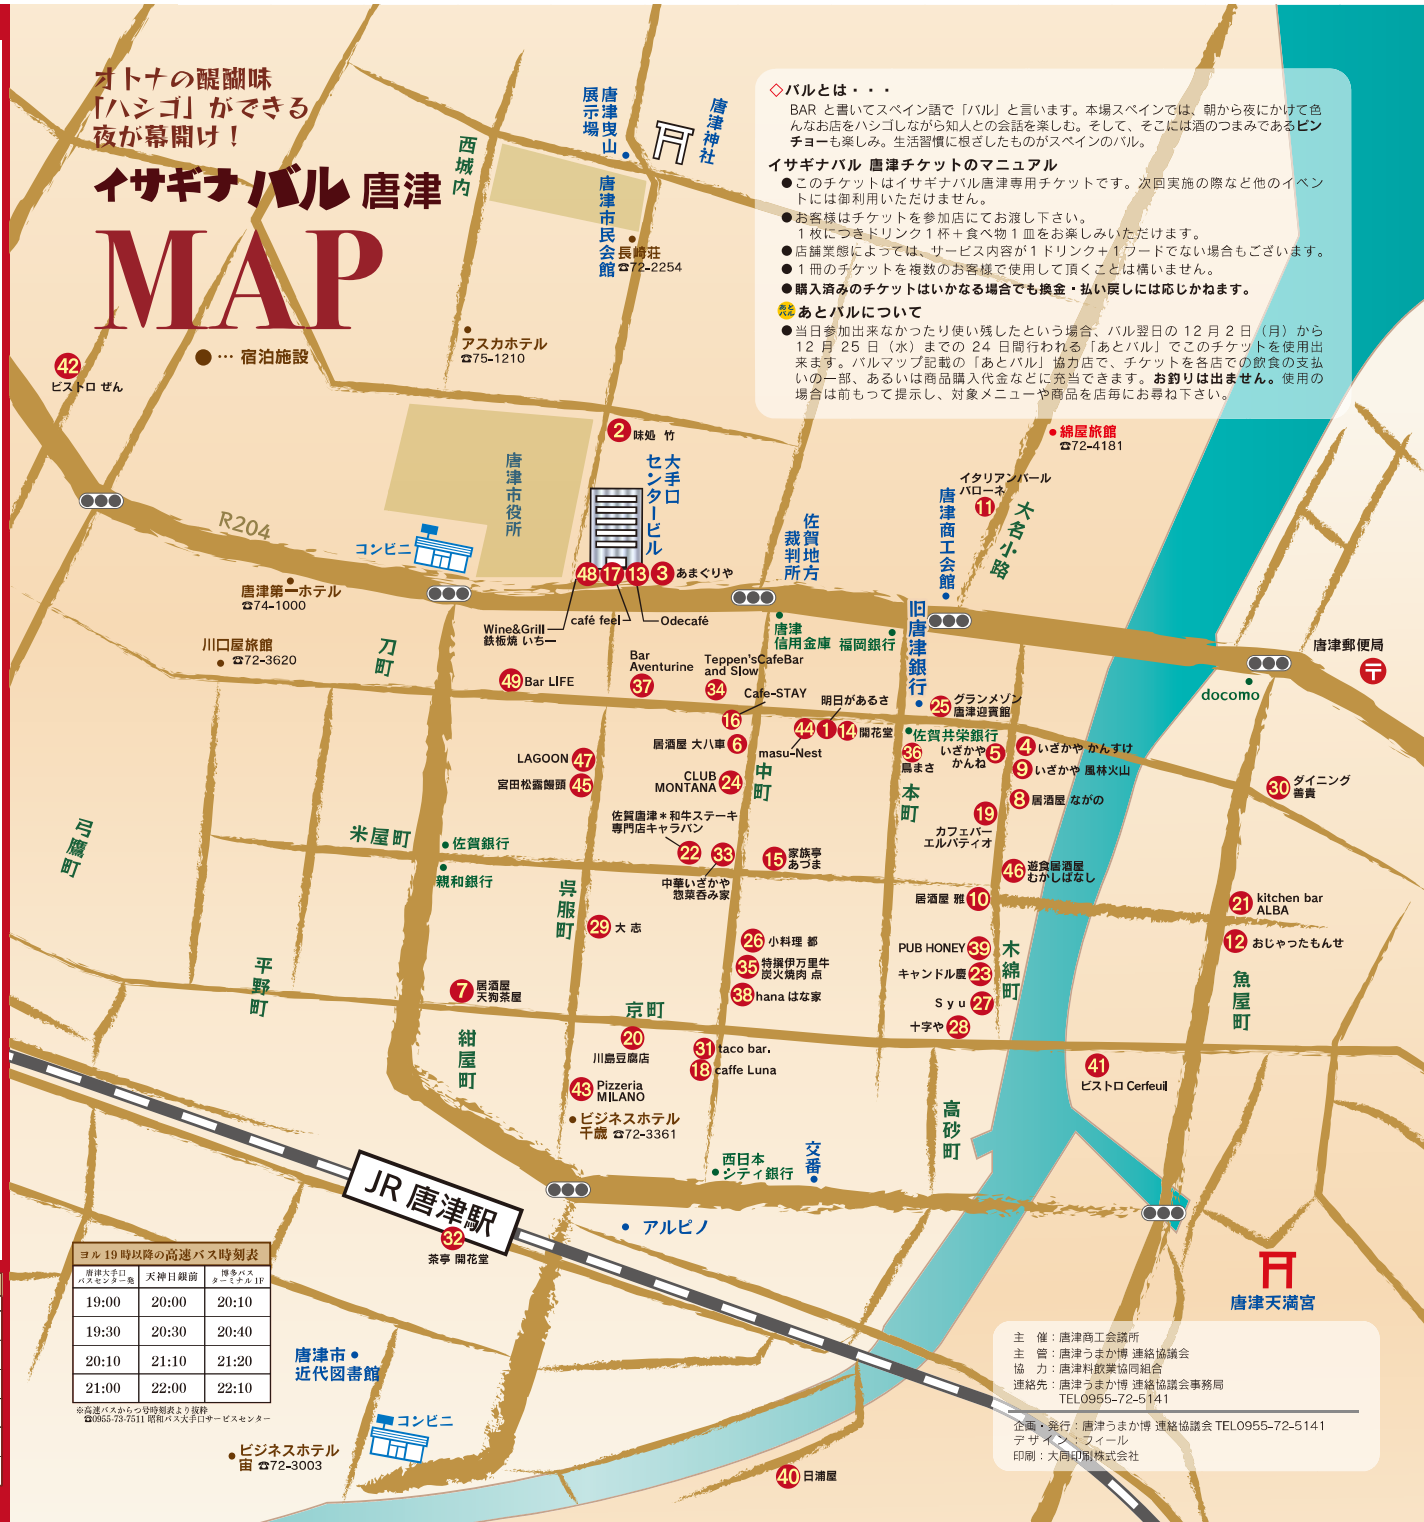 オトナの醍醐味
「ハシゴ」ができる
夜が幕開け！
イサギナバル 唐津
MAP
● … 宿泊施設
◇バルとは・・・
BAR と書いてスペイン語で「バル」と言います。本場スペインでは、朝から夜にかけて色
んなお店をハシゴしながら知人との会話を楽しむ。そして、そこには酒のつまみであるピン
チョーも楽しみ。生活習慣に根ざしたものがスペインのバル。
イサギナバル 唐津チケットのマニュアル
●このチケットはイサギナバル唐津専用チケットです。次回実施の際など他のイベン
トには御利用いただけません。
●お客様はチケットを参加店にてお渡し下さい。
１枚につきドリンク１杯＋食べ物１皿をお楽しみいただけます。
●店舗業態によっては、サービス内容が１ドリンク＋１フードでない場合もございます。
●１冊のチケットを複数のお客様で使用して頂くことは構いません。
●購入済みのチケットはいかなる場合でも換金・払い戻しには応じかねます。
あとバル あとバルについて
●当日参加出来なかったり使い残したという場合、バル翌日の 12 月 2 日（月）から
12 月 25 日（水）までの 24 日間行われる「あとバル」でこのチケットを使用出
来ます。バルマップ記載の「あとバル」協力店で、チケットを各店での飲食の支払
いの一部、あるいは商品購入代金などに充当できます。お釣りは出ません。使用の
場合は前もって提示し、対象メニューや商品を店毎にお尋ね下さい。
唐津曳山
展示場
唐津神社
西城内
唐津市民会館
長崎荘
☎72-2254
アスカホテル
☎75-1210
42
ビストロ ぜん
2 味処 竹
綿屋旅館
☎72-4181
唐津市役所
大手口
センタービル
イタリアンバール
バローネ
11
大名小路
唐津商工会館
佐賀地方
裁判所
R204
コンビニ
48 17 13 3 あまぐりや
唐津第一ホテル
☎74-1000
Wine&Grill
鉄板焼 いちー
café feel
Odecafé
唐津
信用金庫
福岡銀行
旧唐津銀行
唐津郵便局
〒
docomo
川口屋旅館
☎72-3620
刀町
49 Bar LIFE
Bar
Aventurine
37
Teppen'sCafeBar
and Slow
34
Cafe-STAY
16
明日があるさ
44 1 14 開花堂
masu-Nest
25 グランメゾン
唐津迎賓館
佐賀共栄銀行
36
鳥まさ
いざかや
かんね
5
4 いざかや かんすけ
9 いざかや 風林火山
8 居酒屋 ながの
居酒屋 大八車 6
LAGOON 47
宮田松露饅頭 45
CLUB
MONTANA
24
中町
本町
19
カフェバー
エルパティオ
30 ダイニング
善貴
弓鷹町
米屋町
佐賀銀行
親和銀行
佐賀唐津＊和牛ステーキ
専門店キャラバン
22 33
中華いざかや
惣菜呑み家
15 家族亭
あづま
46 遊食居酒屋
むかしばなし
居酒屋 雅 10
21 kitchen bar
ALBA
12 おじゃったもんせ
呉服町
29 大 志
26 小料理 都
35 特撰伊万里牛
炭火焼肉 点
38 hana はな家
PUB HONEY 39
キャンドル慶 23
Ｓｙｕ 27
十字や 28
木綿町
魚屋町
平野町
7 居酒屋
天狗茶屋
京町
20
川島豆腐店
31 taco bar.
18 caffe Luna
紺屋町
43 Pizzeria
MILANO
41
ビストロ Cerfeuil
ビジネスホテル
千歳 ☎72-3361
高砂町
西日本
シティ銀行
交番
JR 唐津駅
32
茶亭 開花堂
アルピノ
ヨル 19 時以降の高速バス時刻表
唐津大手口
バスセンター発
天神日銀前
博多バス
ターミナル 1F
19:00 20:00 20:10
19:30 20:30 20:40
20:10 21:10 21:20
21:00 22:00 22:10
※高速バスからつ号時刻表より抜粋
☎0955-73-7511 昭和バス大手口サービスセンター
唐津市
近代図書館
コンビニ
ビジネスホテル
宙 ☎72-3003
40 日浦屋
唐津天満宮
主　催：唐津商工会議所
主　管：唐津うまか博 連絡協議会
協　力：唐津料飲業協同組合
連絡先：唐津うまか博 連絡協議会事務局
TEL0955-72-5141
企画・発行：唐津うまか博 連絡協議会 TEL0955-72-5141
デザイン：フィール
印刷：大同印刷株式会社